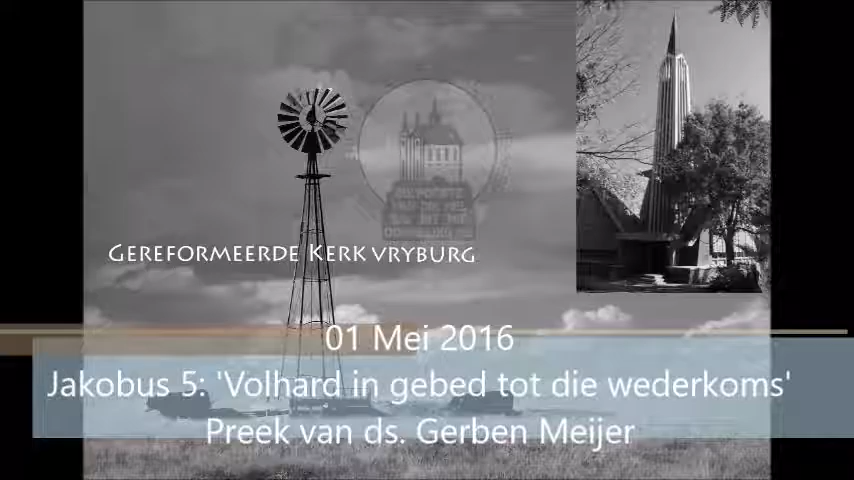 GEREFORMEERDE KERK VRYBURG
01 Mei 2016
Jakobus 5: 'Volhard in gebed tot die wederkoms'
Preek van ds. Gerben Meijer